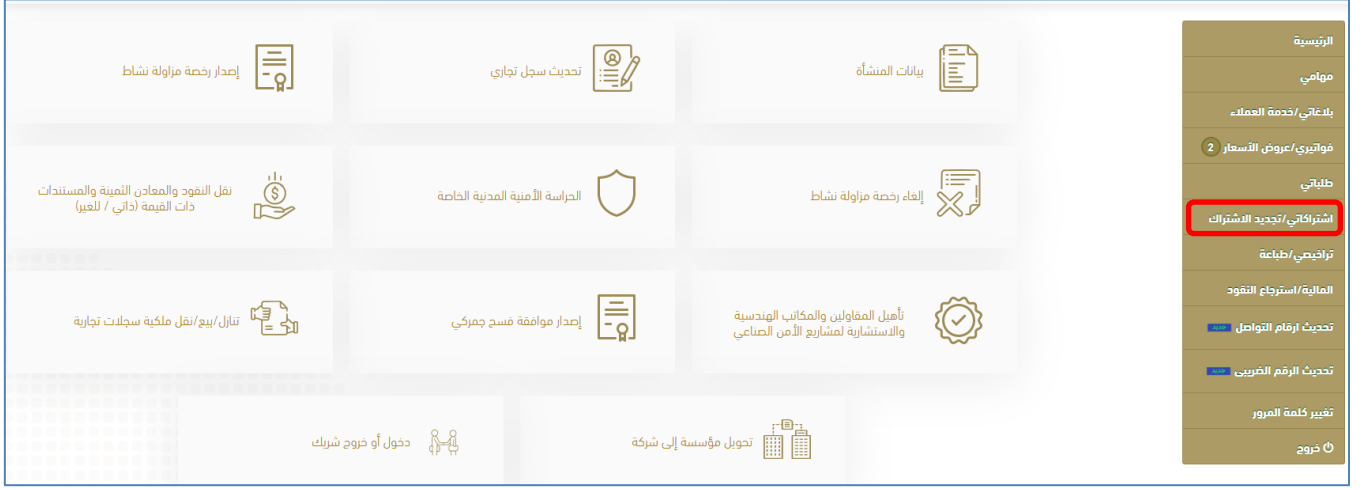 الرئيسية
مهامي
بلاغاتي/خدمة العملاء
فواتيري/عروض الأسعار 2
طلباتي
اشتراكاتي/تجديد الاشتراك
تراخيصي/طباعة
المالية/استرجاع النقود
تحديث ارقام التواصل جديد
تحديث الرقم الضريبي جديد
تغيير كلمة المرور
خروج
بيانات المنشأة
تحديث سجل تجاري
إصدار رخصة مزاولة نشاط
إلغاء رخصة مزاولة نشاط
الحراسة الأمنية المدنية الخاصة
نقل النقود والمعادن الثمينة والمستندات
ذات القيمة (ذاتي / للغير)
تأهيل المقاولين والمكاتب الهندسية
والاستشارية لمشاريع الأمن الصناعي
إصدار موافقة فسح جمركي
تنازل/بيع/نقل ملكية سجلات تجارية
تحويل مؤسسة إلى شركة
دخول أو خروج شريك